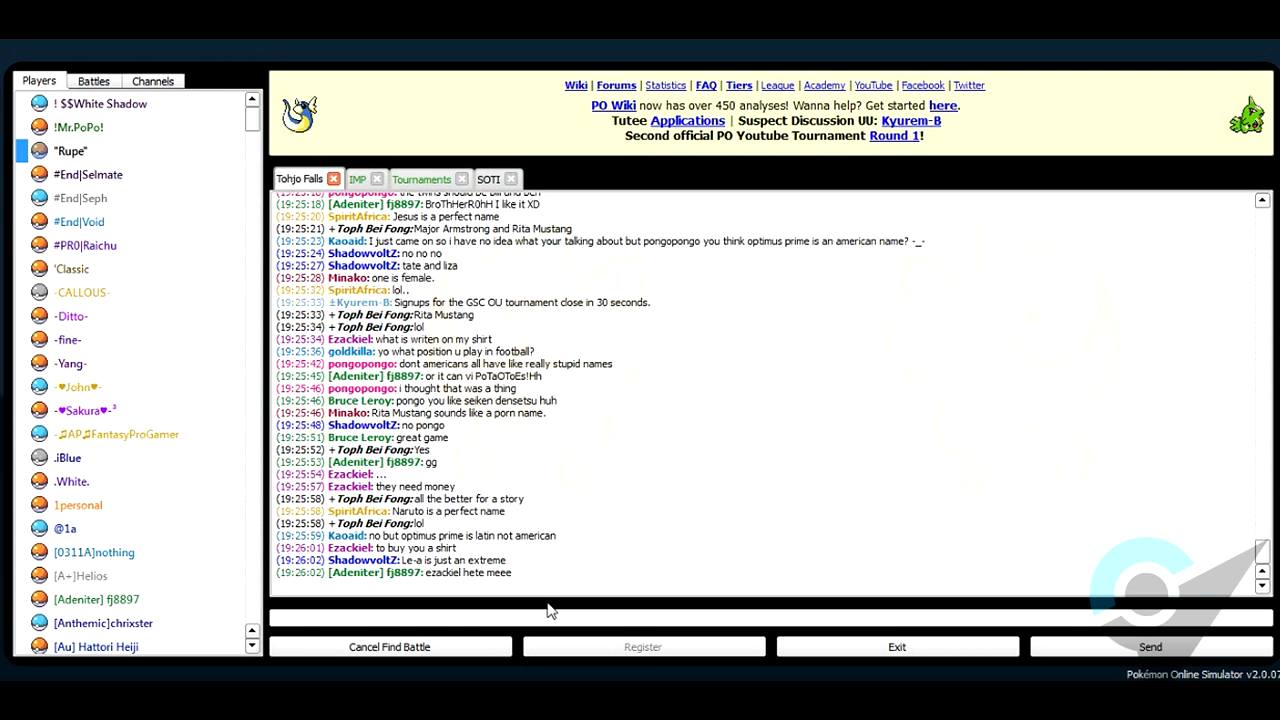 Players Battles Channels
! $$White Shadow
!Mr.PoPo!
"Rupe"
#End|Selmate
#End|Seph
#End|Void
#PR0|Raichu
'Classic
-CALLOUS-
-Ditto-
-fine-
-Yang-
-♥John♥-
-♥Sakura♥-³
-♫AP♫FantasyProGamer
.iBlue
.White.
1personal
@1a
[0311A]nothing
[A+]Helios
[Adeniter] fj8897
[Anthemic]chrixster
[Au] Hattori Heiji
Wiki | Forums | Statistics | FAQ | Tiers | League | Academy | YouTube | Facebook | Twitter
PO Wiki now has over 450 analyses! Wanna help? Get started here.
Tutee Applications | Suspect Discussion UU: Kyurem-B
Second official PO Youtube Tournament Round 1!
Tohjo Falls IMP Tournaments SOTI
(19:25:18) pongopongo: the twins should be bill and ben
(19:25:18) [Adeniter] fj8897: BroThHerR0hH I like it XD
(19:25:20) SpiritAfrica: Jesus is a perfect name
(19:25:21) +Toph Bei Fong: Major Armstrong and Rita Mustang
(19:25:23) Kaoaid: I just came on so i have no idea what your talking about but pongopongo you think optimus prime is an american name? -_-
(19:25:24) ShadowvoltZ: no no no
(19:25:27) ShadowvoltZ: tate and liza
(19:25:28) Minako: one is female.
(19:25:32) SpiritAfrica: lol..
(19:25:33) ±Kyurem-B: Signups for the GSC OU tournament close in 30 seconds.
(19:25:33) +Toph Bei Fong: Rita Mustang
(19:25:34) +Toph Bei Fong: lol
(19:25:34) Ezackiel: what is writen on my shirt
(19:25:36) goldkilla: yo what position u play in football?
(19:25:42) pongopongo: dont americans all have like really stupid names
(19:25:45) [Adeniter] fj8897: or it can vi PoTaOToEs!Hh
(19:25:46) pongopongo: i thought that was a thing
(19:25:46) Bruce Leroy: pongo you like seiken densetsu huh
(19:25:46) Minako: Rita Mustang sounds like a porn name.
(19:25:48) ShadowvoltZ: no pongo
(19:25:51) Bruce Leroy: great game
(19:25:52) +Toph Bei Fong: Yes
(19:25:53) [Adeniter] fj8897: gg
(19:25:54) Ezackiel: ...
(19:25:57) Ezackiel: they need money
(19:25:58) +Toph Bei Fong: all the better for a story
(19:25:58) SpiritAfrica: Naruto is a perfect name
(19:25:58) +Toph Bei Fong: lol
(19:25:59) Kaoaid: no but optimus prime is latin not american
(19:26:01) Ezackiel: to buy you a shirt
(19:26:02) ShadowvoltZ: Le-a is just an extreme
(19:26:02) [Adeniter] fj8897: ezackiel hete meee
Cancel Find Battle Register Exit Send
Pokémon Online Simulator v2.0.07